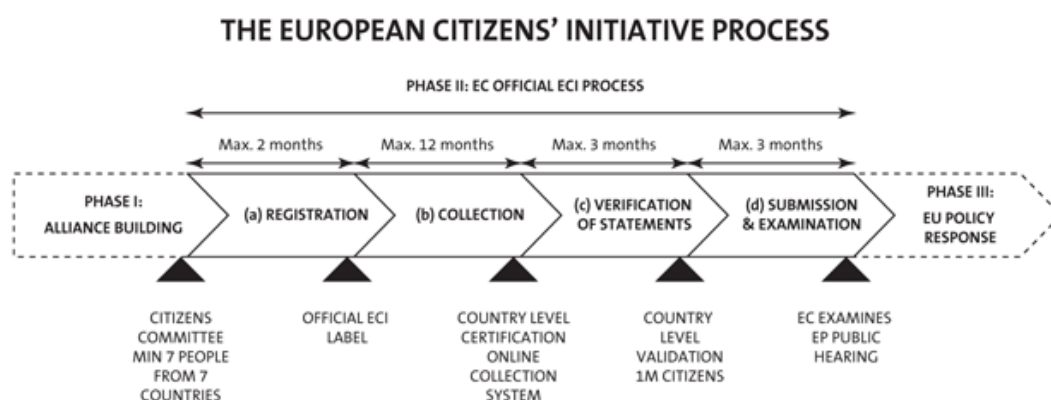 THE EUROPEAN CITIZENS’ INITIATIVE PROCESS
PHASE II: EC OFFICIAL ECI PROCESS
Max. 2 months
Max. 12 months
Max. 3 months
Max. 3 months
PHASE I:
ALLIANCE BUILDING
(a) REGISTRATION
(b) COLLECTION
(c) VERIFICATION
OF STATEMENTS
(d) SUBMISSION
& EXAMINATION
PHASE III:
EU POLICY
RESPONSE
CITIZENS
COMMITTEE
MIN 7 PEOPLE
FROM 7
COUNTRIES
OFFICIAL ECI
LABEL
COUNTRY LEVEL
CERTIFICATION
ONLINE
COLLECTION
SYSTEM
COUNTRY
LEVEL
VALIDATION
1M CITIZENS
EC EXAMINES
EP PUBLIC
HEARING